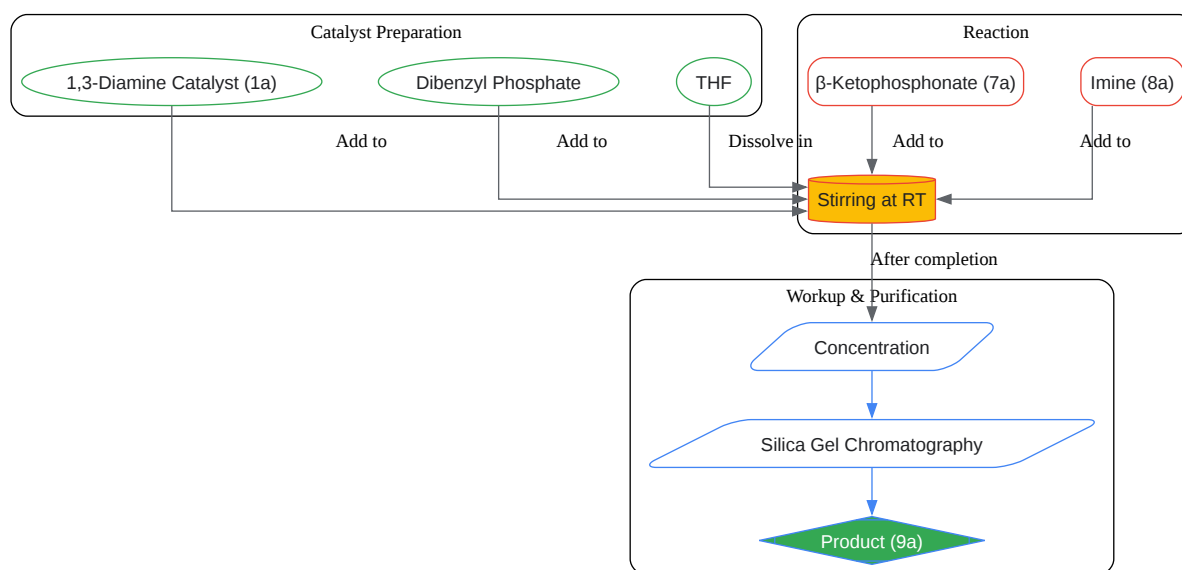 Catalyst Preparation
1,3-Diamine Catalyst (1a)
Dibenzyl Phosphate
THF
Reaction
β-Ketophosphonate (7a)
Imine (8a)
Add to
Add to
Dissolve in
Add to
Add to
Stirring at RT
After completion
Workup & Purification
Concentration
Silica Gel Chromatography
Product (9a)